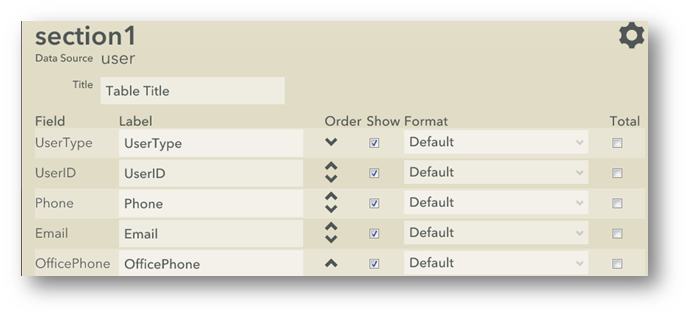 section1
Data Source user
Title Table Title
Field Label Order Show Format Total
UserType UserType Default
UserID UserID Default
Phone Phone Default
Email Email Default
OfficePhone OfficePhone Default